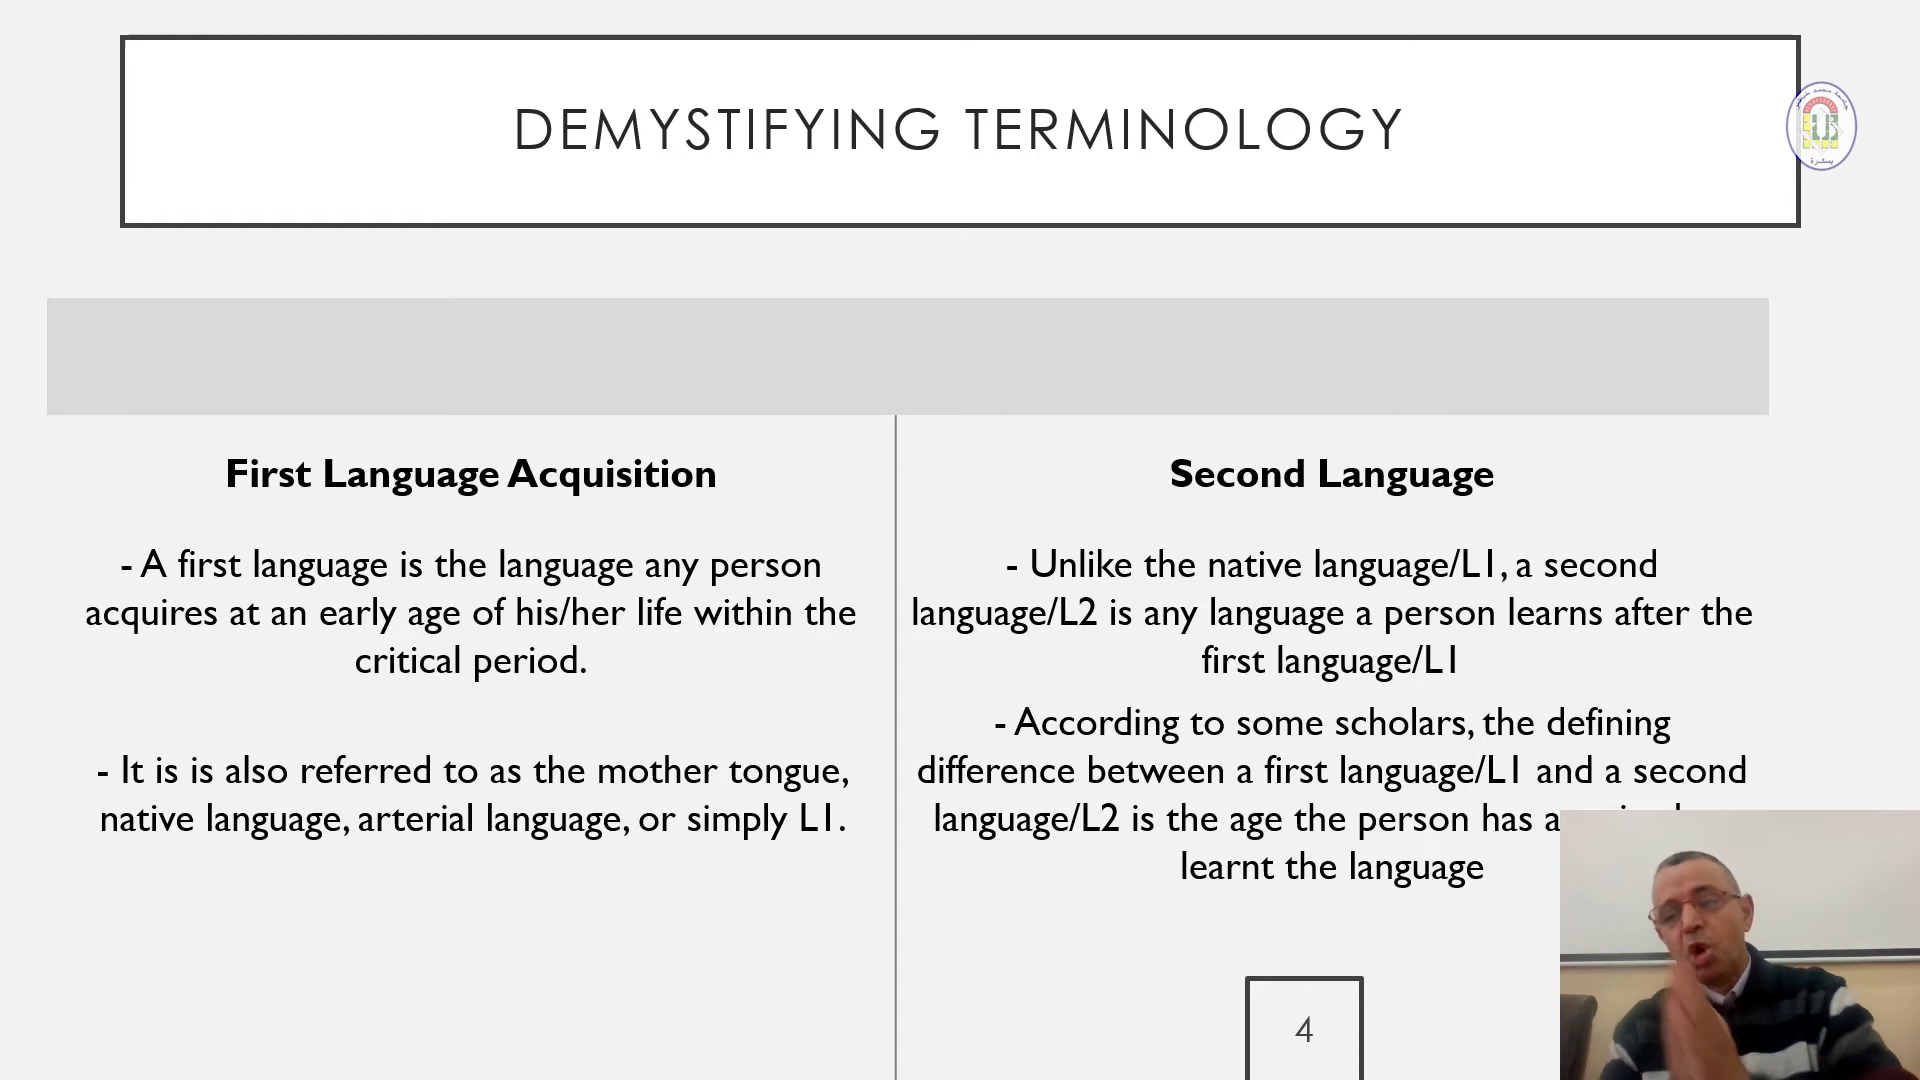 DEMYSTIFYING TERMINOLOGY
جامعة محمد خيضر
بسكرة
First Language Acquisition
- A first language is the language any person
acquires at an early age of his/her life within the
critical period.
- It is is also referred to as the mother tongue,
native language, arterial language, or simply L1.
Second Language
- Unlike the native language/L1, a second
language/L2 is any language a person learns after the
first language/L1
- According to some scholars, the defining
difference between a first language/L1 and a second
language/L2 is the age the person has
learnt the language
4